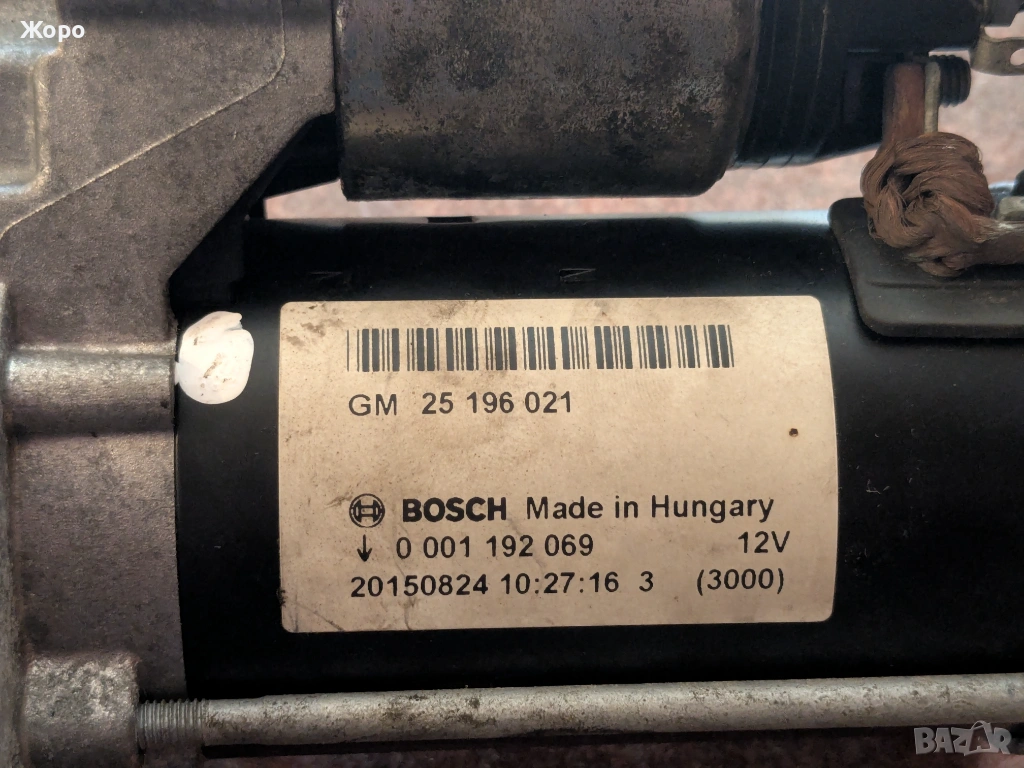 Жоро
GM 25 196 021
BOSCH Made in Hungary
↓ 0 001 192 069 12V
20150824 10:27:16 3 (3000)
BAZAR